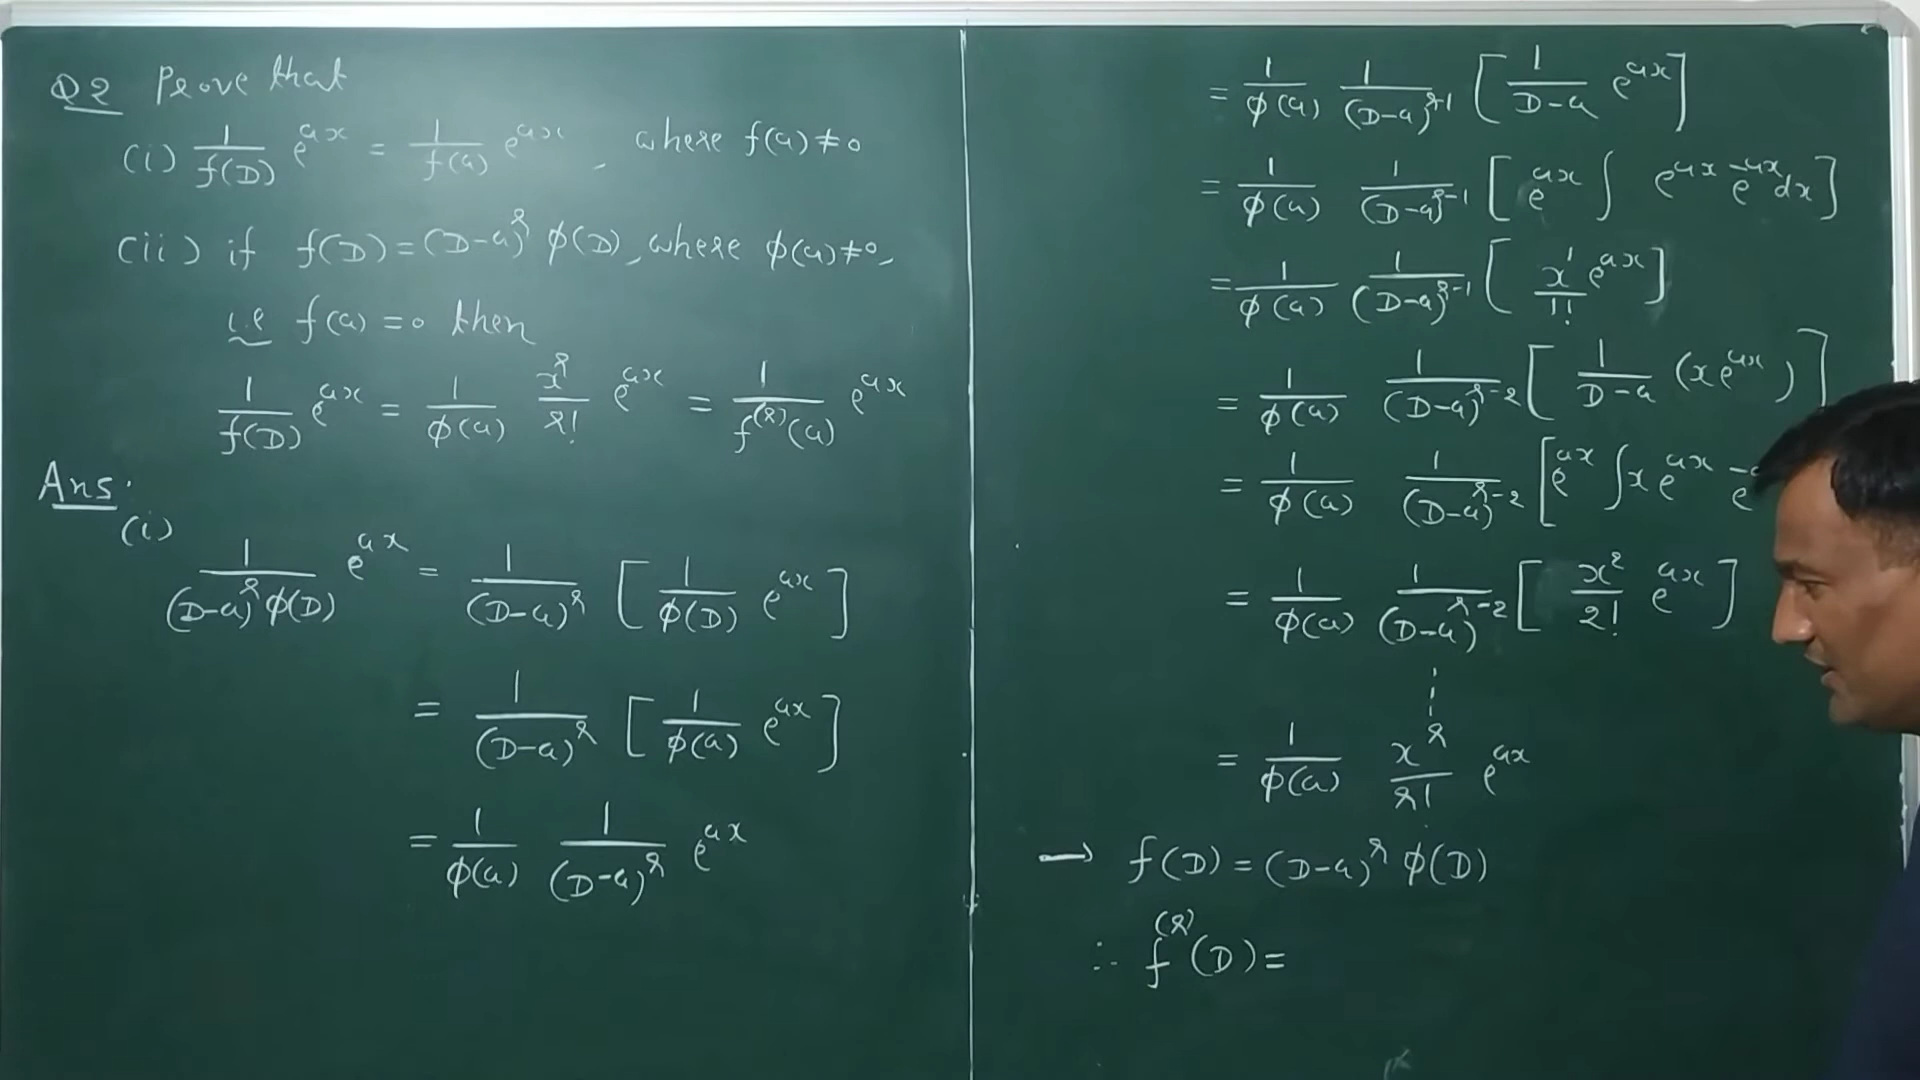 Q2 Prove that
(i) 1/f(D) e^{ax} = 1/f(a) e^{ax}, where f(a) ≠ 0
(ii) if f(D) = (D-a)^r φ(D), where φ(a) ≠ 0,
i.e f(a) = 0 then
1/f(D) e^{ax} = 1/φ(a) x^r/r! e^{ax} = 1/f^{(r)}(a) e^{ax}
Ans:
(i)
1/((D-a)^r φ(D)) e^{ax} = 1/(D-a)^r [1/φ(D) e^{ax}]
= 1/(D-a)^r [1/φ(a) e^{ax}]
= 1/φ(a) 1/(D-a)^r e^{ax}
= 1/φ(a) 1/(D-a)^{r-1} [1/(D-a) e^{ax}]
= 1/φ(a) 1/(D-a)^{r-1} [e^{ax} ∫ e^{ax} e^{-ax} dx]
= 1/φ(a) 1/(D-a)^{r-1} [x^1/1! e^{ax}]
= 1/φ(a) 1/(D-a)^{r-2} [1/(D-a) (x e^{ax})]
= 1/φ(a) 1/(D-a)^{r-2} [e^{ax} ∫ x e^{ax} e^{-a
= 1/φ(a) 1/(D-a)^{r-2} [x^2/2! e^{ax}]
= 1/φ(a) x^r/r! e^{ax}
→ f(D) = (D-a)^r φ(D)
∴ f^{(r)}(D) =